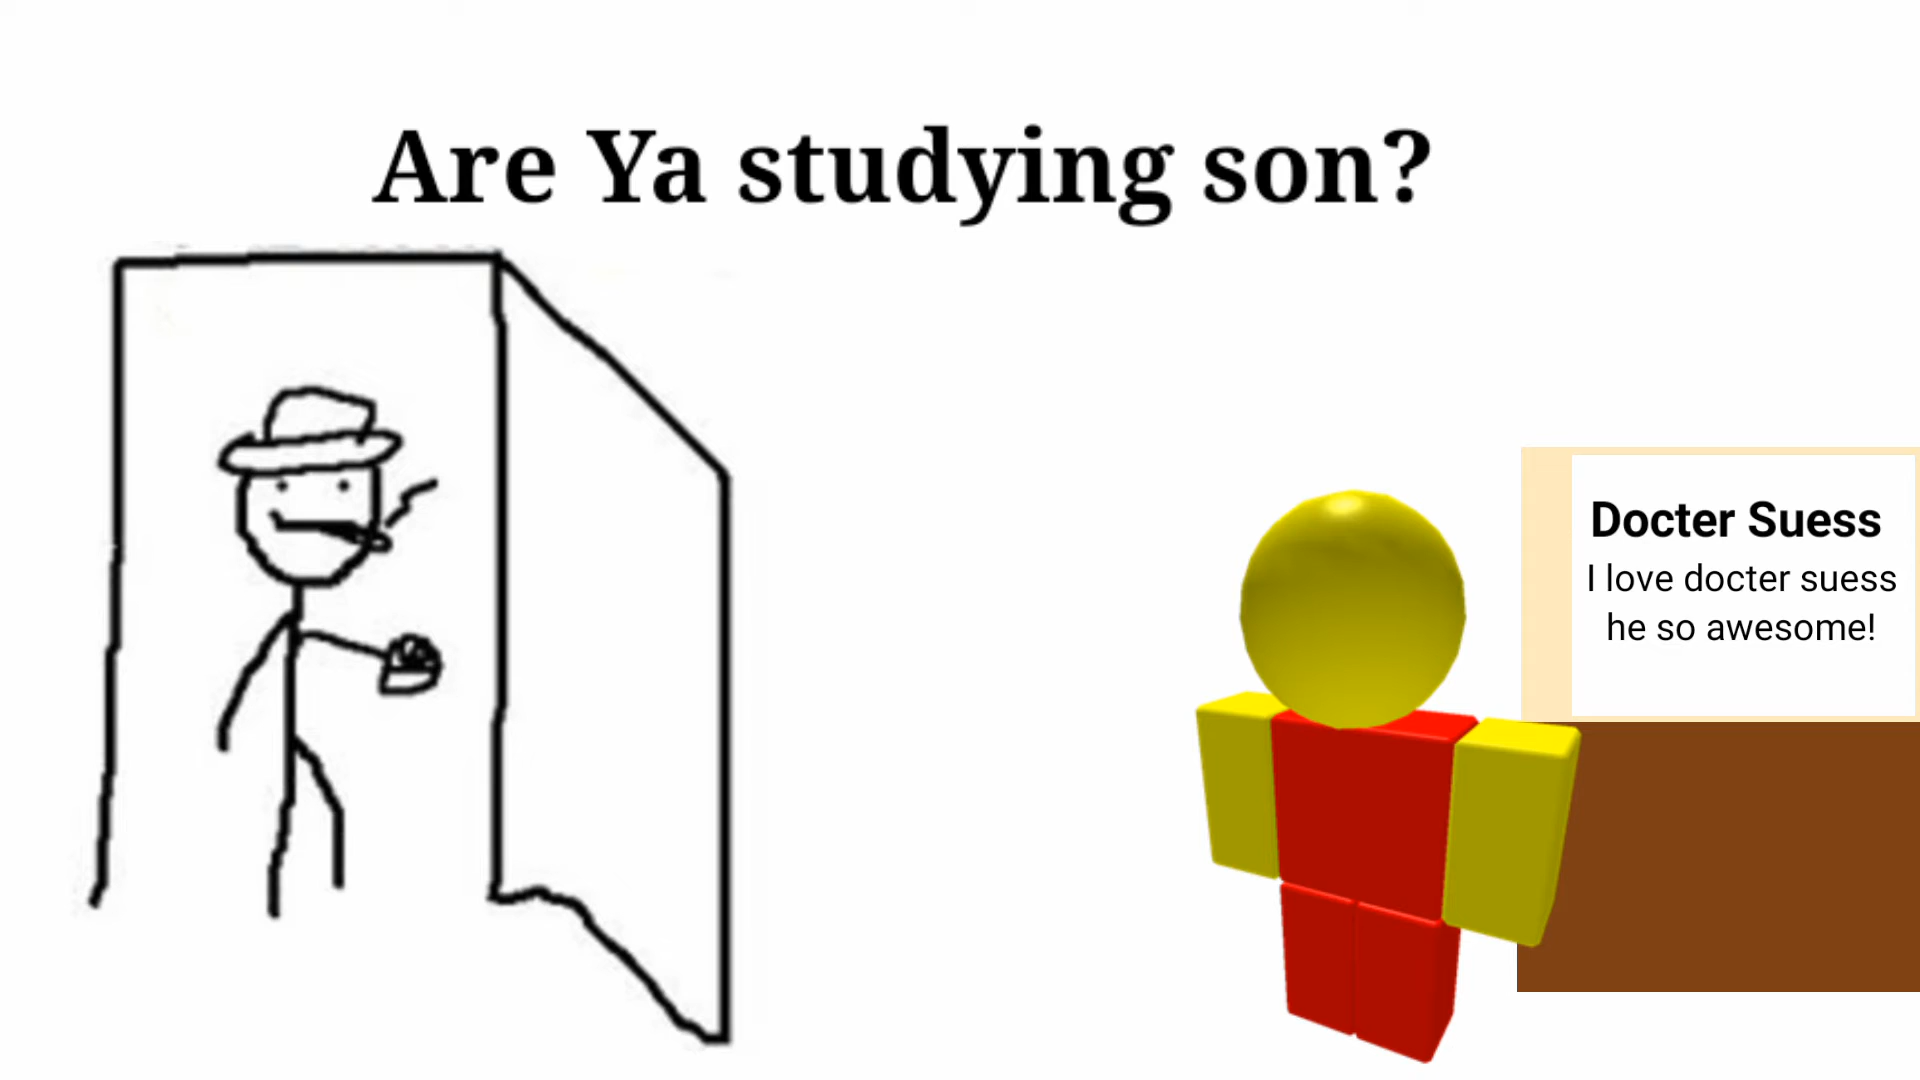 Are Ya studying son?
Docter Suess
I love docter suess
he so awesome!